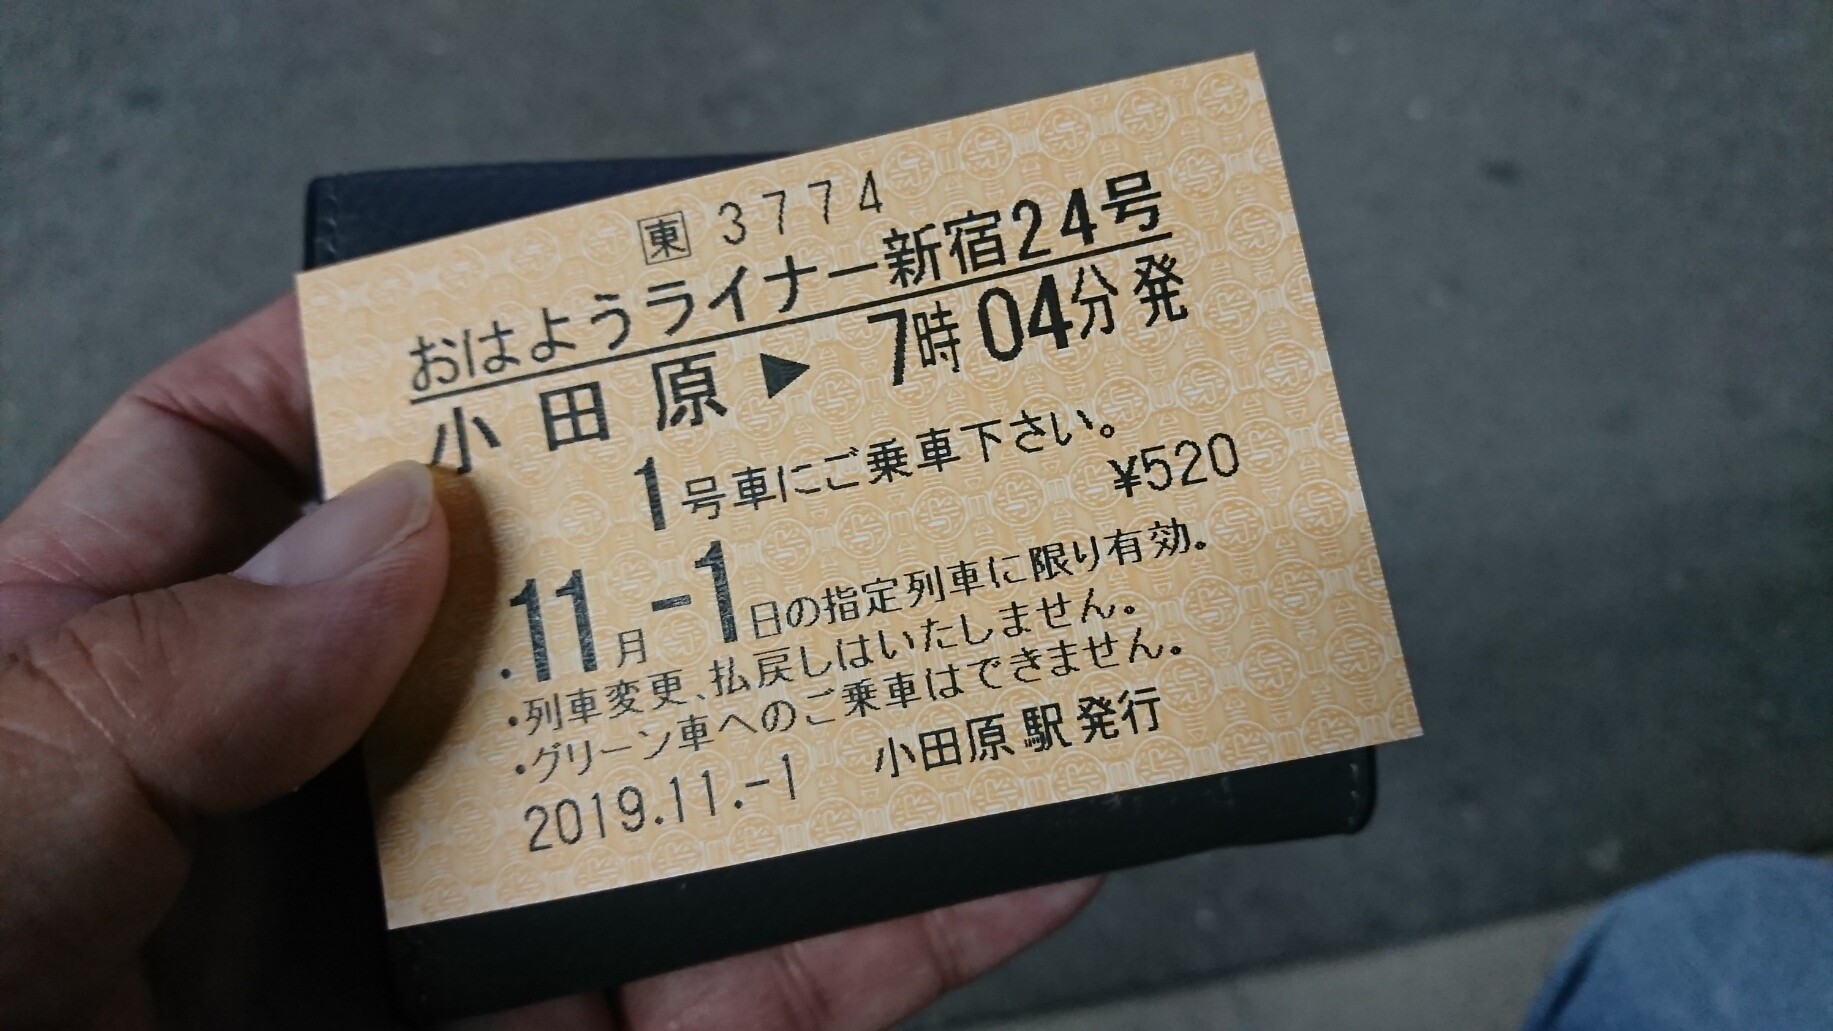 東 3774
おはようライナー新宿24号
小田原▶ 7時04分発
1号車にご乗車下さい。
¥520
.11月-1日の指定列車に限り有効。
・列車変更、払戻しはいたしません。
・グリーン車へのご乗車はできません。
2019.11.-1 小田原駅発行